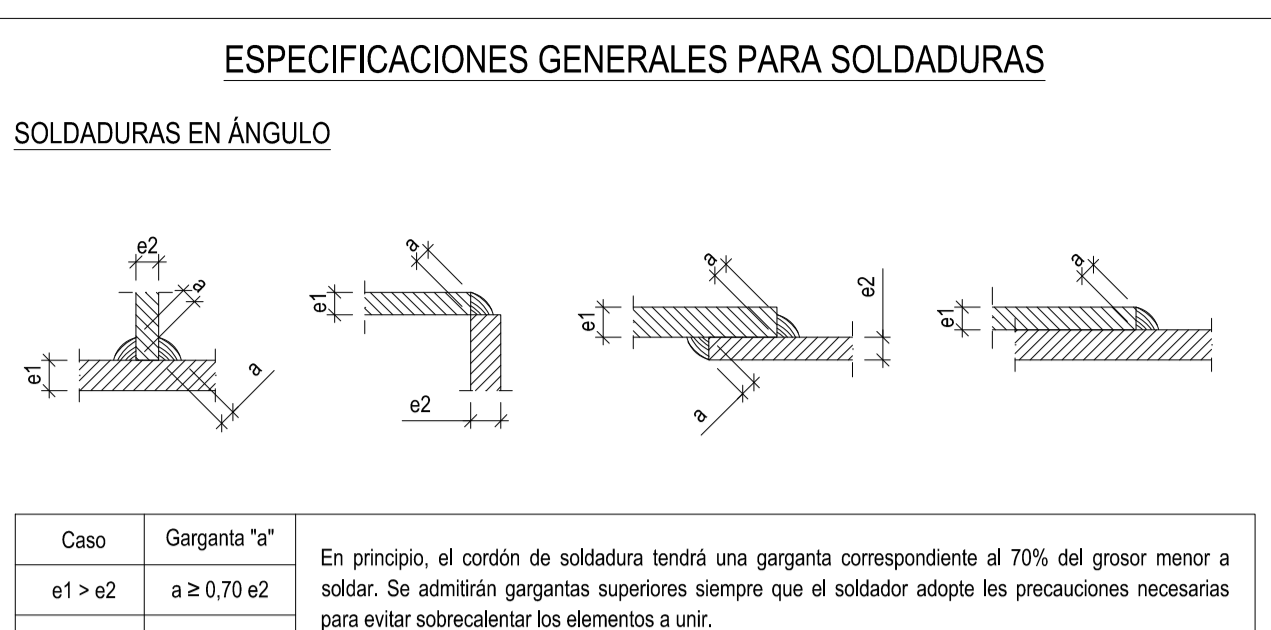 ESPECIFICACIONES GENERALES PARA SOLDADURAS
SOLDADURAS EN ÁNGULO
e2
a
e1
a
a
e1
e2
a
e1
e2
a
a
e1
Caso
Garganta "a"
e1 > e2
a ≥ 0,70 e2
En principio, el cordón de soldadura tendrá una garganta correspondiente al 70% del grosor menor a
soldar. Se admitirán gargantas superiores siempre que el soldador adopte les precauciones necesarias
para evitar sobrecalentar los elementos a unir.